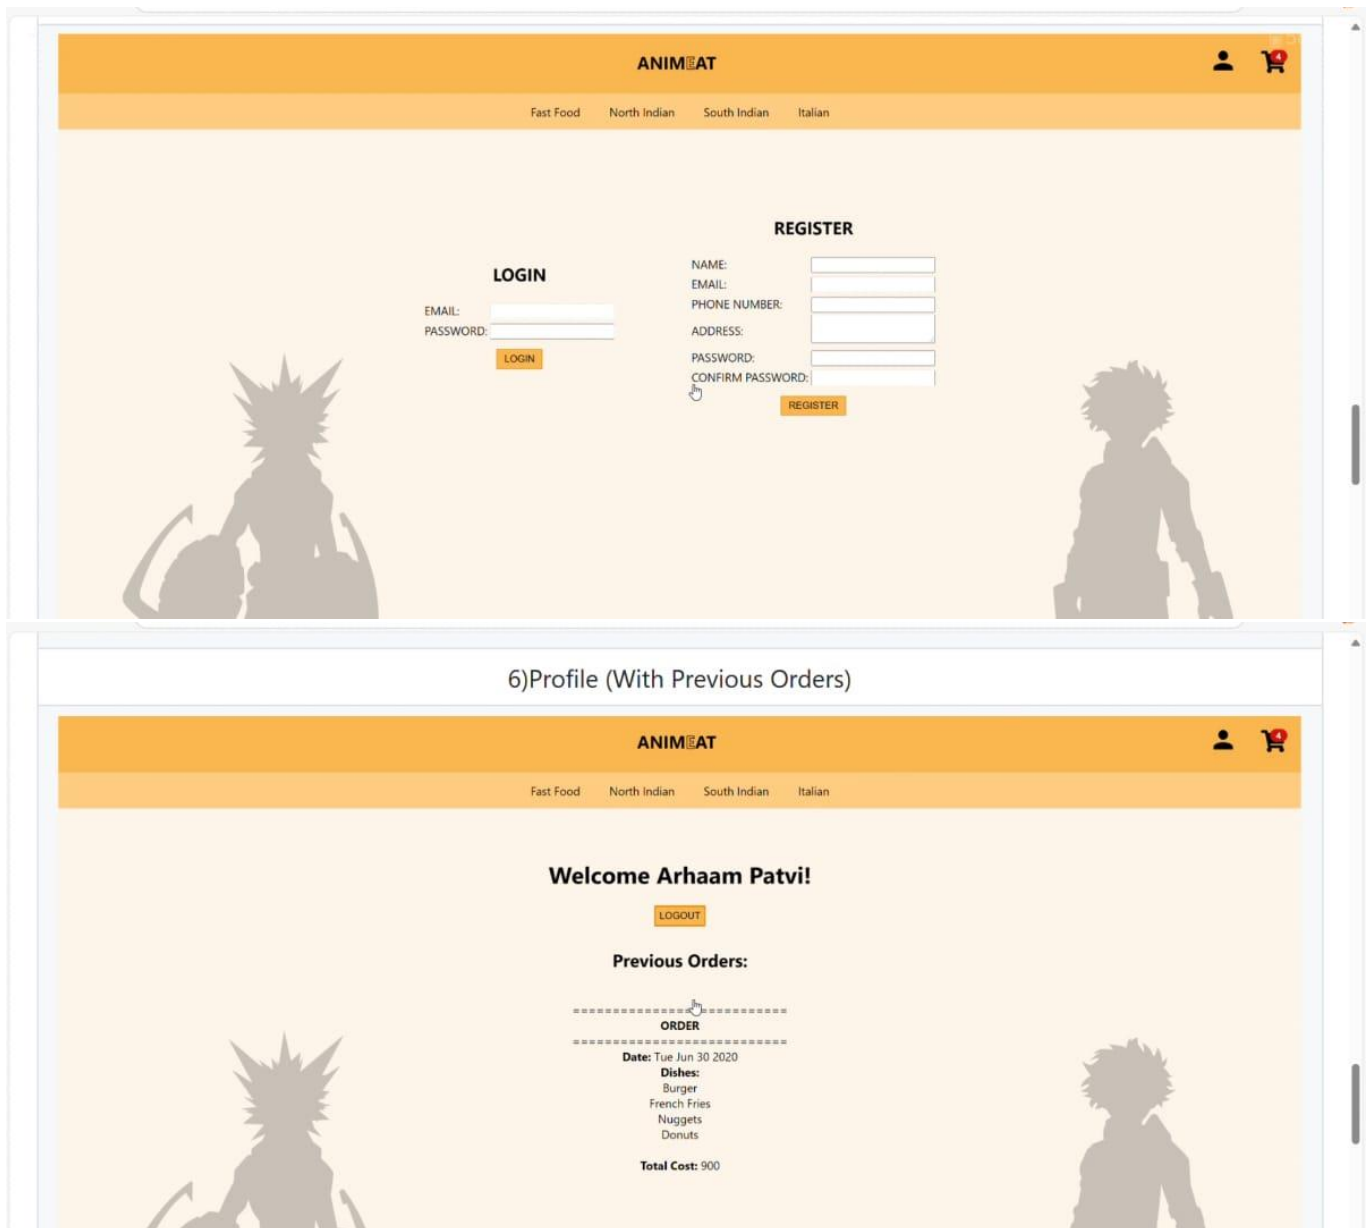 ANIMEAT
4
Fast Food North Indian South Indian Italian
REGISTER
NAME:
LOGIN
EMAIL:
PHONE NUMBER:
EMAIL:
PASSWORD:
ADDRESS:
LOGIN
PASSWORD:
CONFIRM PASSWORD:
REGISTER
6)Profile (With Previous Orders)
ANIMEAT
4
Fast Food North Indian South Indian Italian
Welcome Arhaam Patvi!
LOGOUT
Previous Orders:
===========================
ORDER
===========================
Date: Tue Jun 30 2020
Dishes:
Burger
French Fries
Nuggets
Donuts
Total Cost: 900